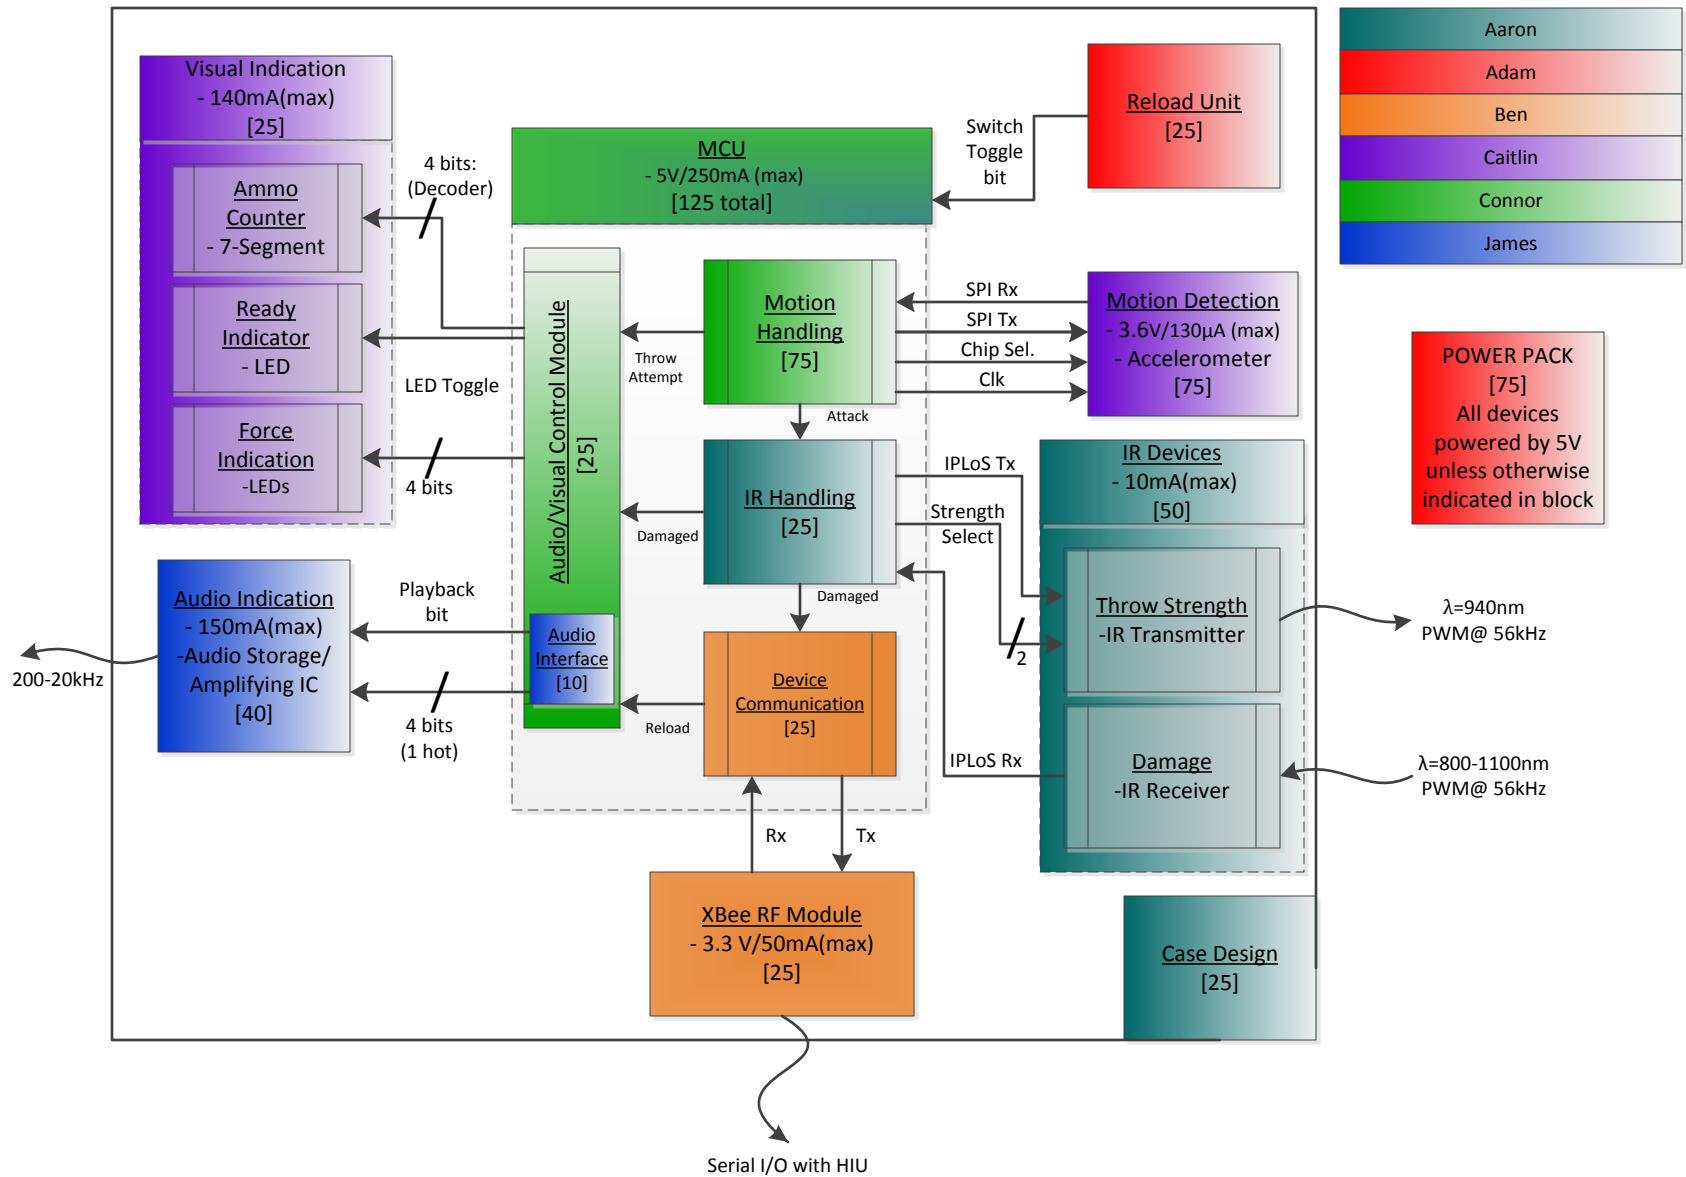 Visual Indication
- 140mA(max)
[25]
Ammo
Counter
- 7-Segment
Ready
Indicator
- LED
Force
Indication
-LEDs
4 bits:
(Decoder)
LED Toggle
4 bits
Audio Indication
- 150mA(max)
-Audio Storage/
Amplifying IC
[40]
200-20kHz
Playback
bit
4 bits
(1 hot)
MCU
- 5V/250mA (max)
[125 total]
Audio/Visual Control Module
[25]
Audio
Interface
[10]
Motion
Handling
[75]
Throw
Attempt
Attack
IR Handling
[25]
Damaged
Damaged
Device
Communication
[25]
Reload
Rx
Tx
XBee RF Module
- 3.3 V/50mA(max)
[25]
Serial I/O with HIU
Switch
Toggle
bit
Reload Unit
[25]
SPI Rx
SPI Tx
Chip Sel.
Clk
Motion Detection
- 3.6V/130µA (max)
- Accelerometer
[75]
IPLoS Tx
Strength
Select
2
IPLoS Rx
IR Devices
- 10mA(max)
[50]
Throw Strength
-IR Transmitter
Damage
-IR Receiver
λ=940nm
PWM@ 56kHz
λ=800-1100nm
PWM@ 56kHz
Case Design
[25]
Aaron
Adam
Ben
Caitlin
Connor
James
POWER PACK
[75]
All devices
powered by 5V
unless otherwise
indicated in block